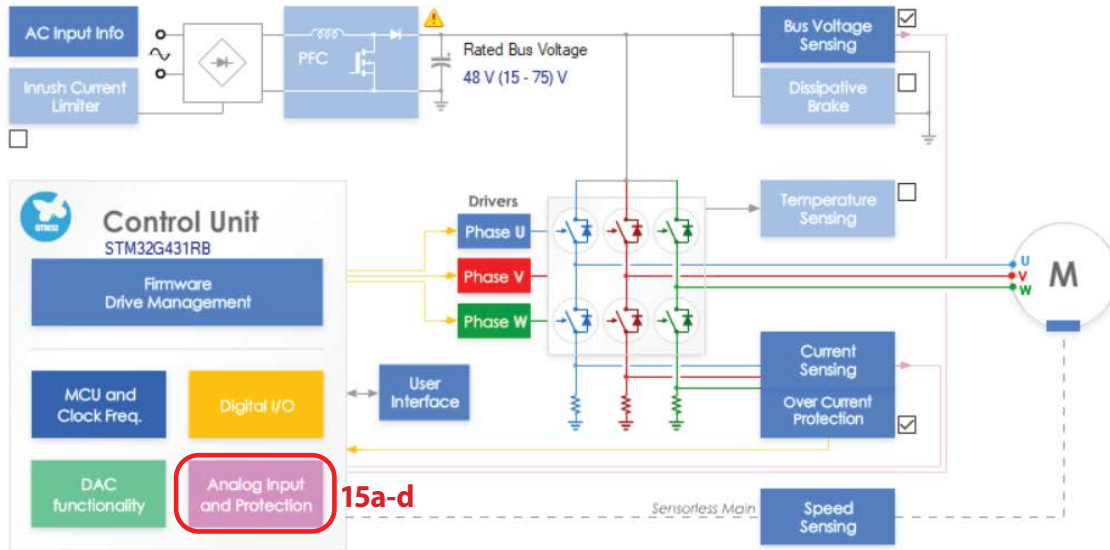 AC Input Info
Inrush Current
Limiter
PFC
Rated Bus Voltage
48 V (15 - 75) V
Bus Voltage
Sensing
Dissipative
Brake
Temperature
Sensing
STM32
Control Unit
STM32G431RB
Firmware
Drive Management
Drivers
Phase U
Phase V
Phase W
U
V
W
M
MCU and
Clock Freq.
Digital I/O
User
Interface
Current
Sensing
Over Current
Protection
DAC
functionality
Analog Input
and Protection
15a-d
Sensorless Main
Speed
Sensing